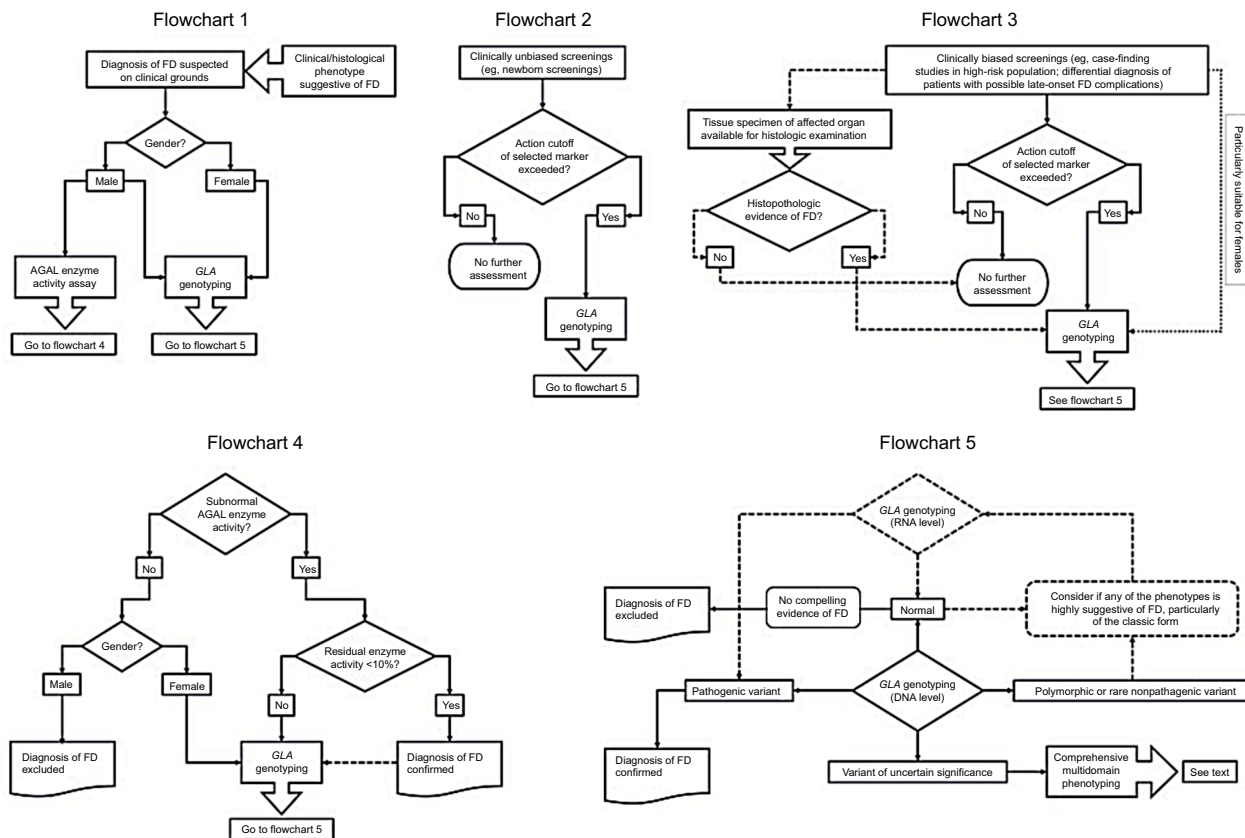 Flowchart 1
Diagnosis of FD suspected
on clinical grounds
Clinical/histological
phenotype
suggestive of FD
Gender?
Male
Female
AGAL enzyme
activity assay
GLA
genotyping
Go to flowchart 4
Go to flowchart 5
Flowchart 2
Clinically unbiased screenings
(eg, newborn screenings)
Action cutoff
of selected marker
exceeded?
No
Yes
No further
assessment
GLA
genotyping
Go to flowchart 5
Flowchart 3
Clinically biased screenings (eg, case-finding
studies in high-risk population; differential diagnosis of
patients with possible late-onset FD complications)
Tissue specimen of affected organ
available for histologic examination
Action cutoff
of selected marker
exceeded?
Particularly suitable for females
Histopothologic
evidence of FD?
No
Yes
No
Yes
No further
assessment
GLA
genotyping
See flowchart 5
Flowchart 4
Subnormal
AGAL enzyme
activity?
No
Yes
Gender?
Residual enzyme
activity <10%?
Male
Female
No
Yes
Diagnosis of FD
excluded
GLA
genotyping
Diagnosis of FD
confirmed
Go to flowchart 5
Flowchart 5
GLA genotyping
(RNA level)
Diagnosis of FD
excluded
No compelling
evidence of FD
Normal
Consider if any of the phenotypes is
highly suggestive of FD, particularly
of the classic form
Pathogenic variant
GLA genotyping
(DNA level)
Polymorphic or rare nonpathagenic variant
Diagnosis of FD
confirmed
Variant of uncertain significance
Comprehensive
multidomain
phenotyping
See text